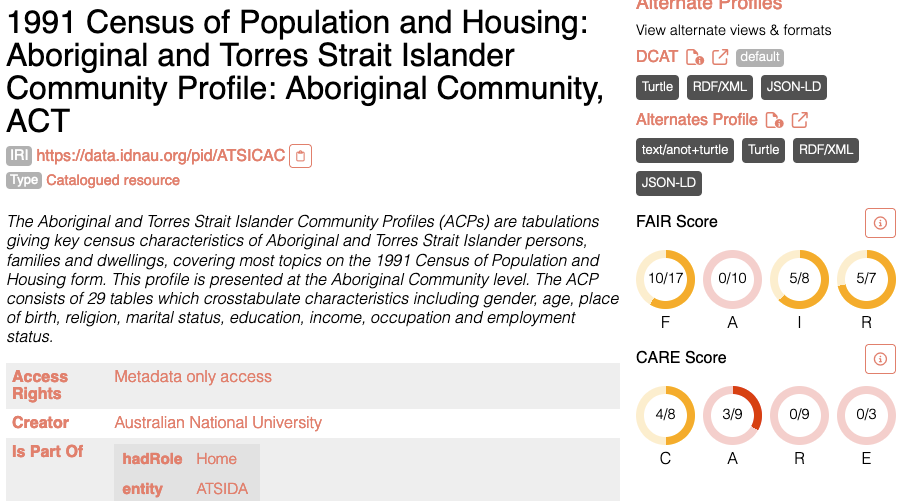 1991 Census of Population and Housing:
Aboriginal and Torres Strait Islander
Community Profile: Aboriginal Community,
ACT
IRI https://data.idnau.org/pid/ATSICAC
Type Catalogued resource
The Aboriginal and Torres Strait Islander Community Profiles (ACPs) are tabulations
giving key census characteristics of Aboriginal and Torres Strait Islander persons,
families and dwellings, covering most topics on the 1991 Census of Population and
Housing form. This profile is presented at the Aboriginal Community level. The ACP
consists of 29 tables which crosstabulate characteristics including gender, age, place
of birth, religion, marital status, education, income, occupation and employment
status.
Access Rights Metadata only access
Creator Australian National University
Is Part Of
hadRole Home
entity ATSIDA
Alternate Profiles
View alternate views & formats
DCAT default
Turtle RDF/XML JSON-LD
Alternates Profile
text/anot+turtle Turtle RDF/XML
JSON-LD
FAIR Score
10/17 0/10 5/8 5/7
F A I R
CARE Score
4/8 3/9 0/9 0/3
C A R E